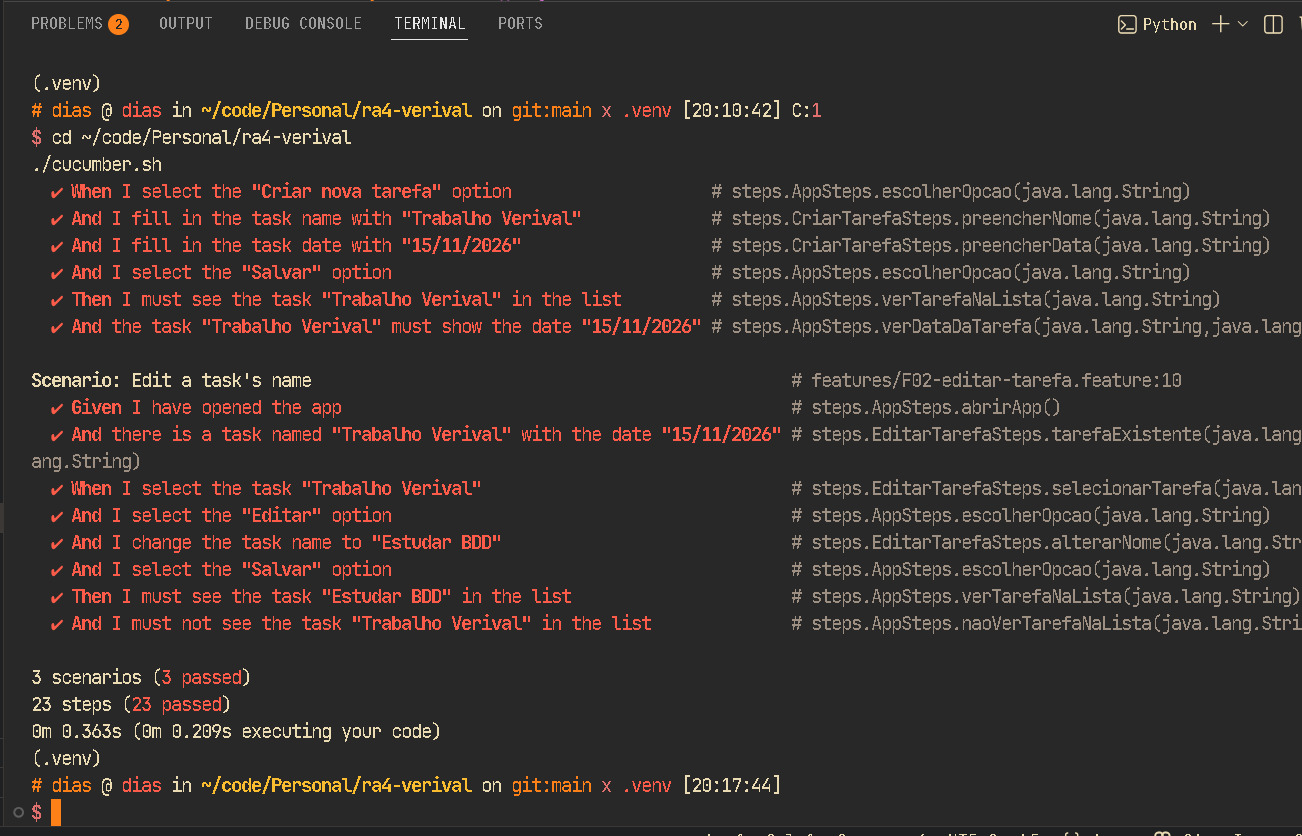 PROBLEMS 2 OUTPUT DEBUG CONSOLE TERMINAL PORTS Python
(.venv)
# dias @ dias in ~/code/Personal/ra4-verival on git:main x .venv [20:10:42] C:1
$ cd ~/code/Personal/ra4-verival
./cucumber.sh
✔ When I select the "Criar nova tarefa" option # steps.AppSteps.escolherOpcao(java.lang.String)
✔ And I fill in the task name with "Trabalho Verival" # steps.CriarTarefaSteps.preencherNome(java.lang.String)
✔ And I fill in the task date with "15/11/2026" # steps.CriarTarefaSteps.preencherData(java.lang.String)
✔ And I select the "Salvar" option # steps.AppSteps.escolherOpcao(java.lang.String)
✔ Then I must see the task "Trabalho Verival" in the list # steps.AppSteps.verTarefaNaLista(java.lang.String)
✔ And the task "Trabalho Verival" must show the date "15/11/2026" # steps.AppSteps.verDataDaTarefa(java.lang.String,java.lang
Scenario: Edit a task's name # features/F02-editar-tarefa.feature:10
✔ Given I have opened the app # steps.AppSteps.abrirApp()
✔ And there is a task named "Trabalho Verival" with the date "15/11/2026" # steps.EditarTarefaSteps.tarefaExistente(java.lang
ang.String)
✔ When I select the task "Trabalho Verival" # steps.EditarTarefaSteps.selecionarTarefa(java.lan
✔ And I select the "Editar" option # steps.AppSteps.escolherOpcao(java.lang.String)
✔ And I change the task name to "Estudar BDD" # steps.EditarTarefaSteps.alterarNome(java.lang.Str
✔ And I select the "Salvar" option # steps.AppSteps.escolherOpcao(java.lang.String)
✔ Then I must see the task "Estudar BDD" in the list # steps.AppSteps.verTarefaNaLista(java.lang.String)
✔ And I must not see the task "Trabalho Verival" in the list # steps.AppSteps.naoVerTarefaNaLista(java.lang.Stri
3 scenarios (3 passed)
23 steps (23 passed)
0m 0.363s (0m 0.209s executing your code)
(.venv)
# dias @ dias in ~/code/Personal/ra4-verival on git:main x .venv [20:17:44]
$